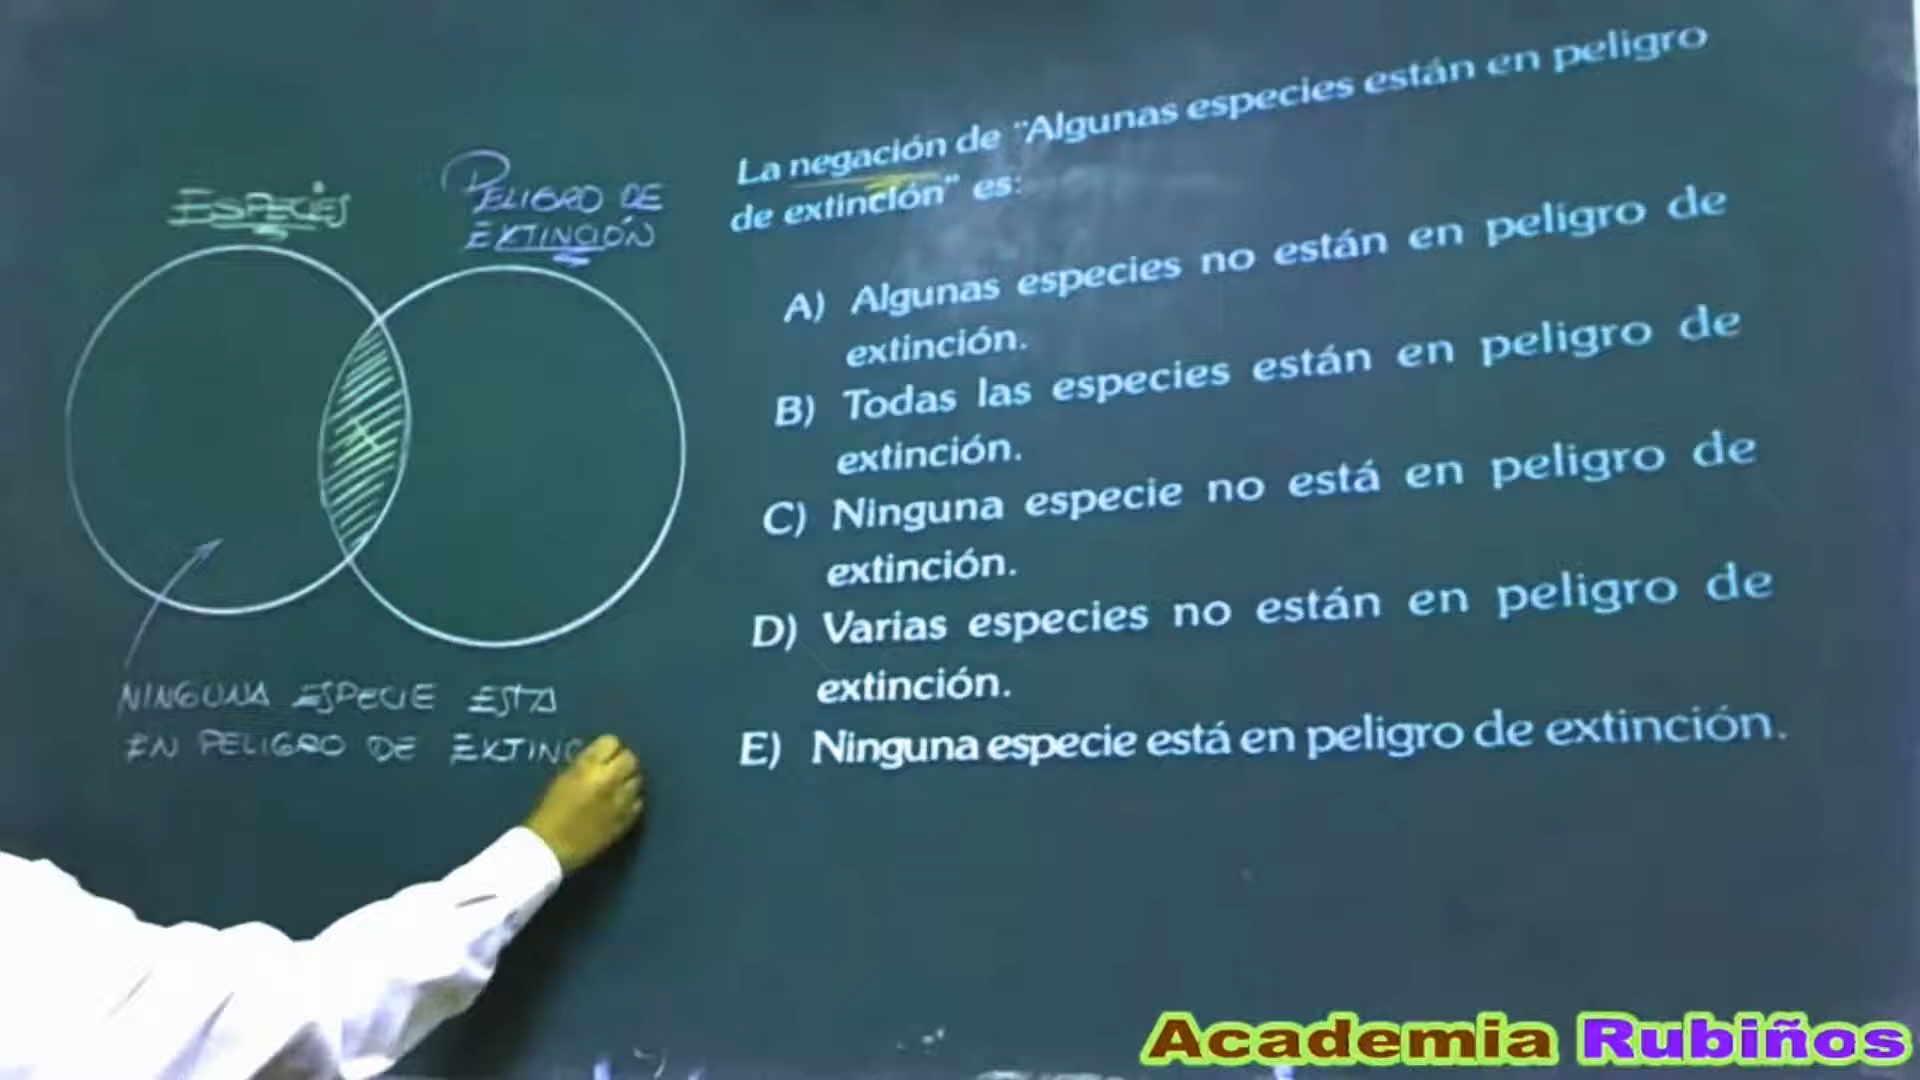 ESPECIES
PELIGRO DE
EXTINCIÓN
NINGUNA ESPECIE ESTA
EN PELIGRO DE EXTINC
La negación de "Algunas especies están en peligro
de extinción" es:
A) Algunas especies no están en peligro de
extinción.
B) Todas las especies están en peligro de
extinción.
C) Ninguna especie no está en peligro de
extinción.
D) Varias especies no están en peligro de
extinción.
E) Ninguna especie está en peligro de extinción.
Academia Rubiños